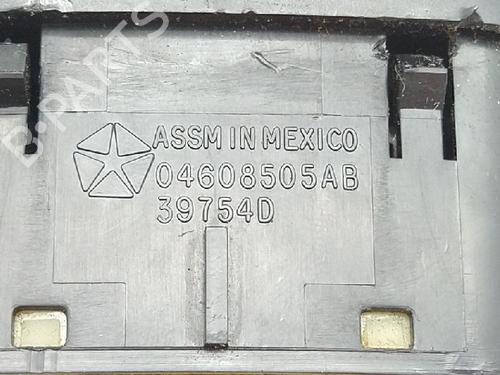 B-PARTS
ASSM IN MEXICO
04608505AB
39754D